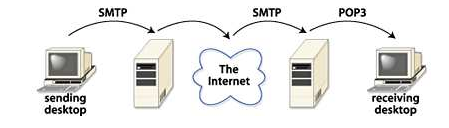 SMTP
SMTP
POP3
The
Internet
sending
desktop
receiving
desktop